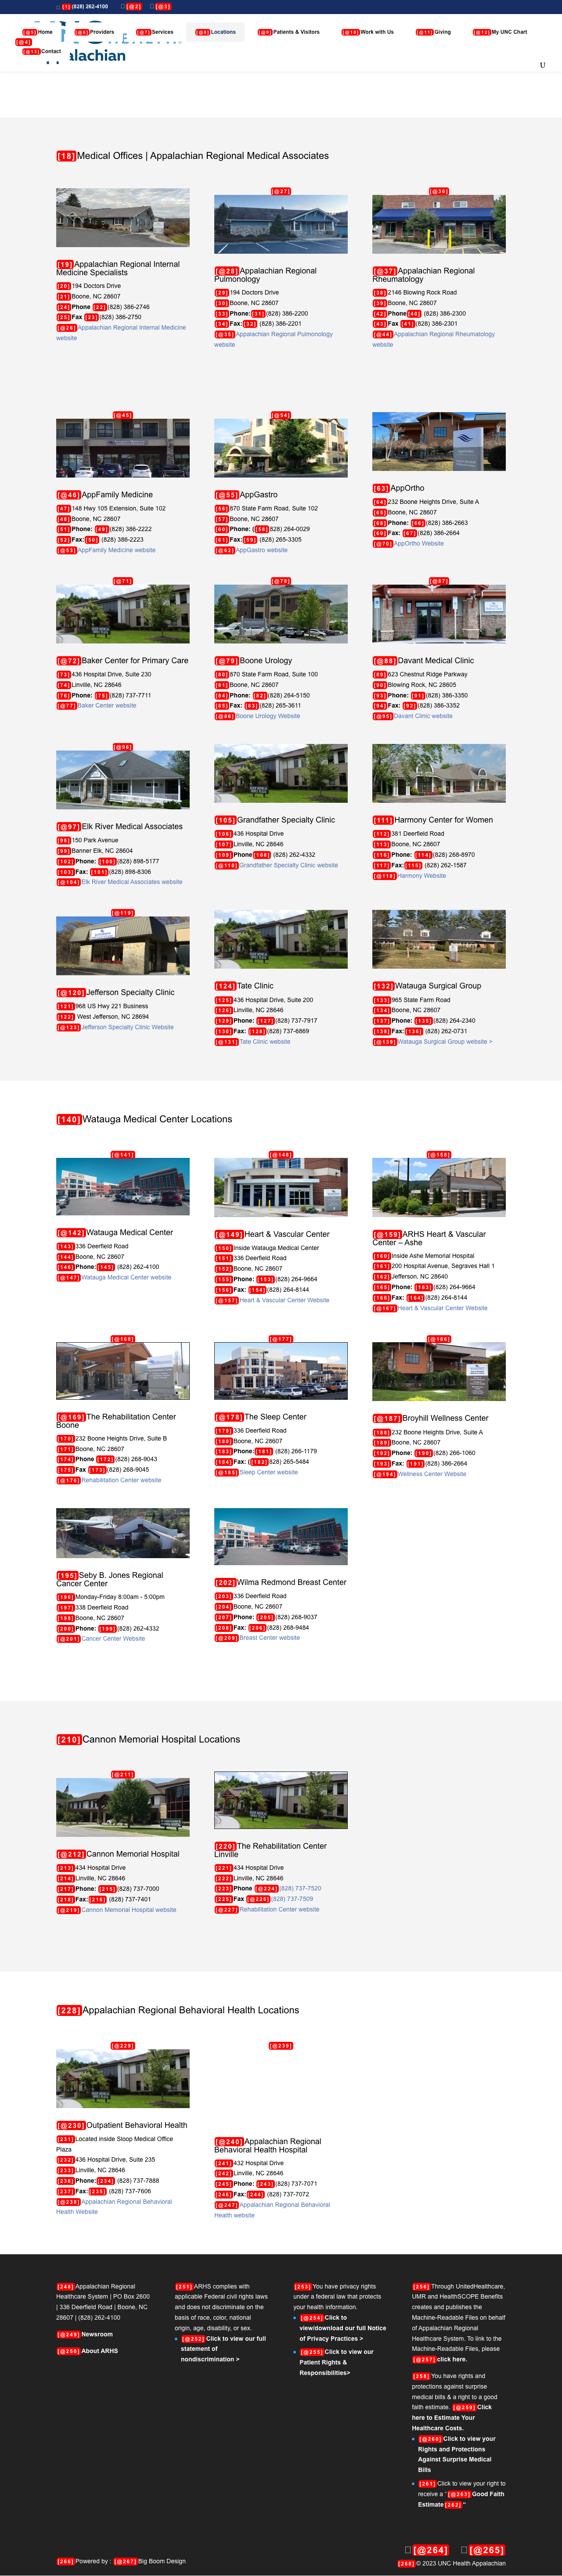 [1](828) 262-4100 [@2] [@3]
[@5]Home [@6]Providers [@7]Services [@8]Locations [@9]Patients & Visitors [@10]Work with Us [@11]Giving [@12]My UNC Chart
[@4]
[@13]Contact
U
[18]Medical Offices | Appalachian Regional Medical Associates
[19]Appalachian Regional Internal
Medicine Specialists
[20]194 Doctors Drive
[21]Boone, NC 28607
[24]Phone [22](828) 386-2746
[25]Fax [23](828) 386-2750
[@26]Appalachian Regional Internal Medicine
website
[@27]
[@28]Appalachian Regional
Pulmonology
[29]194 Doctors Drive
[30]Boone, NC 28607
[33]Phone:[31](828) 386-2200
[34]Fax:[32] (828) 386-2201
[@35]Appalachian Regional Pulmonology
website
[@36]
[@37]Appalachian Regional
Rheumatology
[38]2146 Blowing Rock Road
[39]Boone, NC 28607
[42]Phone[40] (828) 386-2300
[43]Fax [41](828) 386-2301
[@44]Appalachian Regional Rheumatology
website
[@45]
[@46]AppFamily Medicine
[47]148 Hwy 105 Extension, Suite 102
[48]Boone, NC 28607
[51]Phone: [49](828) 386-2222
[52]Fax:[50] (828) 386-2223
[@53]AppFamily Medicine website
[@54]
[@55]AppGastro
[56]870 State Farm Road, Suite 102
[57]Boone, NC 28607
[60]Phone: ([58]828) 264-0029
[61]Fax:[59] (828) 265-3305
[@62]AppGastro website
[63]AppOrtho
[64]232 Boone Heights Drive, Suite A
[65]Boone, NC 28607
[68]Phone: [66](828) 386-2663
[69]Fax: [67](828) 386-2664
[@70]AppOrtho Website
[@71]
[@72]Baker Center for Primary Care
[73]436 Hospital Drive, Suite 230
[74]Linville, NC 28646
[76]Phone: [75](828) 737-7711
[@77]Baker Center website
[@78]
[@79]Boone Urology
[80]870 State Farm Road, Suite 100
[81]Boone, NC 28607
[84]Phone: [82](828) 264-5150
[85]Fax: [83](828) 265-3611
[@86]Boone Urology Website
[@87]
[@88]Davant Medical Clinic
[89]623 Chestnut Ridge Parkway
[90]Blowing Rock, NC 28605
[93]Phone: [91](828) 386-3350
[94]Fax: [92](828) 386-3352
[@95]Davant Clinic website
[@96]
[@97]Elk River Medical Associates
[98]150 Park Avenue
[99]Banner Elk, NC 28604
[102]Phone: [100](828) 898-5177
[103]Fax: [101](828) 898-8306
[@104]Elk River Medical Associates website
[105]Grandfather Specialty Clinic
[106]436 Hospital Drive
[107]Linville, NC 28646
[109]Phone[108] (828) 262-4332
[@110]Grandfather Specialty Clinic website
[111]Harmony Center for Women
[112]381 Deerfield Road
[113]Boone, NC 28607
[116]Phone: [114](828) 268-8970
[117]Fax:[115] (828) 262-1587
[@118]Harmony Website
[@119]
[@120]Jefferson Specialty Clinic
[121]968 US Hwy 221 Business
[122] West Jefferson, NC 28694
[@123]Jefferson Specialty Clinic Website
[124]Tate Clinic
[125]436 Hospital Drive, Suite 200
[126]Linville, NC 28646
[129]Phone: [127](828) 737-7917
[130]Fax: [128](828) 737-6869
[@131]Tate Clinic website
[132]Watauga Surgical Group
[133]965 State Farm Road
[134]Boone, NC 28607
[137]Phone: [135](828) 264-2340
[138]Fax:[136] (828) 262-0731
[@139]Watauga Surgical Group website >
[140]Watauga Medical Center Locations
[@141]
[@142]Watauga Medical Center
[143]336 Deerfield Road
[144]Boone, NC 28607
[146]Phone:[145] (828) 262-4100
[@147]Watauga Medical Center website
[@148]
[@149]Heart & Vascular Center
[150]Inside Watauga Medical Center
[151]336 Deerfield Road
[152]Boone, NC 28607
[155]Phone: [153](828) 264-9664
[156]Fax: [154](828) 264-8144
[@157]Heart & Vascular Center Website
[@158]
[@159]ARHS Heart & Vascular
Center – Ashe
[160]Inside Ashe Memorial Hospital
[161]200 Hospital Avenue, Segraves Hall 1
[162]Jefferson, NC 28640
[165]Phone: [163](828) 264-9664
[166]Fax: [164](828) 264-8144
[@167]Heart & Vascular Center Website
[@168]
[@169]The Rehabilitation Center
Boone
[170]232 Boone Heights Drive, Suite B
[171]Boone, NC 28607
[174]Phone [172](828) 268-9043
[175]Fax [173](828) 268-9045
[@176]Rehabilitation Center website
[@177]
[@178]The Sleep Center
[179]336 Deerfield Road
[180]Boone, NC 28607
[183]Phone:[181] (828) 266-1179
[184]Fax: ([182]828) 265-5484
[@185]Sleep Center website
[@186]
[@187]Broyhill Wellness Center
[188]232 Boone Heights Drive, Suite A
[189]Boone, NC 28607
[192]Phone: [190](828) 266-1060
[193]Fax: [191](828) 386-2664
[@194]Wellness Center Website
[195]Seby B. Jones Regional
Cancer Center
[196]Monday-Friday 8:00am - 5:00pm
[197]338 Deerfield Road
[198]Boone, NC 28607
[200]Phone: [199](828) 262-4332
[@201]Cancer Center Website
[202]Wilma Redmond Breast Center
[203]336 Deerfield Road
[204]Boone, NC 28607
[207]Phone: [205](828) 268-9037
[208]Fax: [206](828) 268-9484
[@209]Breast Center website
[210]Cannon Memorial Hospital Locations
[@211]
[@212]Cannon Memorial Hospital
[213]434 Hospital Drive
[214]Linville, NC 28646
[217]Phone: [215](828) 737-7000
[218]Fax:[216] (828) 737-7401
[@219]Cannon Memorial Hospital website
[220]The Rehabilitation Center
Linville
[221]434 Hospital Drive
[222]Linville, NC 28646
[223]Phone [@224](828) 737-7520
[225]Fax [@226](828) 737-7509
[@227]Rehabilitation Center website
[228]Appalachian Regional Behavioral Health Locations
[@229]
[@230]Outpatient Behavioral Health
[231]Located inside Sloop Medical Office
Plaza
[232]436 Hospital Drive, Suite 235
[233]Linville, NC 28646
[236]Phone:[234] (828) 737-7888
[237]Fax:[235] (828) 737-7606
[@238]Appalachian Regional Behavioral
Health Website
[@239]
[@240]Appalachian Regional
Behavioral Health Hospital
[241]432 Hospital Drive
[242]Linville, NC 28646
[245]Phone: [243](828) 737-7071
[246]Fax:[244] (828) 737-7072
[@247]Appalachian Regional Behavioral
Health website
[248]Appalachian Regional
Healthcare System | PO Box 2600
| 336 Deerfield Road | Boone, NC
28607 | (828) 262-4100
[@249]Newsroom
[@250]About ARHS
[251]ARHS complies with
applicable Federal civil rights laws
and does not discriminate on the
basis of race, color, national
origin, age, disability, or sex.
[@252]Click to view our full
statement of
nondiscrimination >
[253]You have privacy rights
under a federal law that protects
your health information.
[@254]Click to
view/download our full Notice
of Privacy Practices >
[@255]Click to view our
Patient Rights &
Responsibilities>
[256]Through UnitedHealthcare,
UMR and HealthSCOPE Benefits
creates and publishes the
Machine-Readable Files on behalf
of Appalachian Regional
Healthcare System. To link to the
Machine-Readable Files, please
[@257]click here.
[258]You have rights and
protections against surprise
medical bills & a right to a good
faith estimate. [@259]Click
here to Estimate Your
Healthcare Costs.
[@260]Click to view your
Rights and Protections
Against Surprise Medical
Bills
[261]Click to view your right to
receive a "[@263]Good Faith
Estimate[262]"
[@264] [@265]
[266]Powered by : [@267]Big Boom Design
[268]© 2023 UNC Health Appalachian